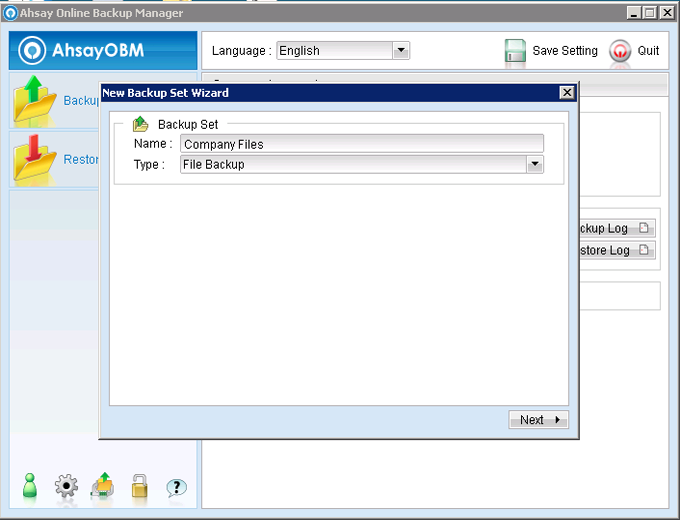 Ahsay Online Backup Manager
AhsayOBM
Language : English
Save Setting
Quit
Backup
Restor
New Backup Set Wizard
Backup Set
Name : Company Files
Type : File Backup
ckup Log
store Log
Next